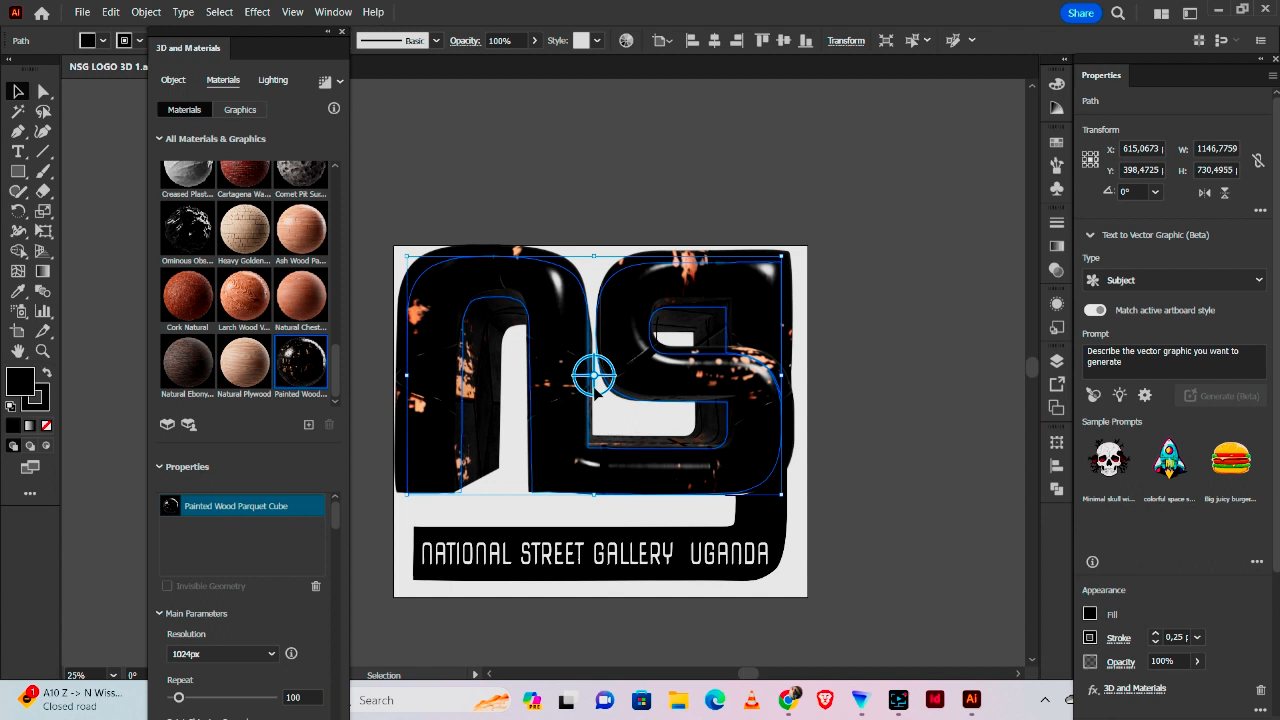 File Edit Object Type Select Effect View Window Help
Share
Path
Basic
Opacity: 100%
Style:
Transform
3D and Materials
NSG LOGO 3D 1.a
Object Materials Lighting
Materials Graphics
All Materials & Graphics
Creased Plast... Cartagena Wa... Comet Pit Sur...
Ominous Obs... Heavy Golden... Ash Wood Pa...
Cork Natural Larch Wood V... Natural Chest...
Natural Ebony... Natural Plywood Painted Wood...
Properties
Painted Wood Parquet Cube
Invisible Geometry
Main Parameters
Resolution
1024px
Repeat
100
nsg
NATIONAL STREET GALLERY UGANDA
25% 0°
Selection
Properties
Path
Transform
X: 615,0673 W: 1146,7759
Y: 398,4725 H: 730,4955
0°
Text to Vector Graphic (Beta)
Type
Subject
Match active artboard style
Prompt
Describe the vector graphic you want to
generate
Generate (Beta)
Sample Prompts
Minimal skull wi... colorful space s... Big juicy burger...
Appearance
Fill
Stroke 0,25
Opacity 100%
fx 3D and Materials
1
A10 Z -> N Wiss...
Closed road
Search
PRE
Id
Ai